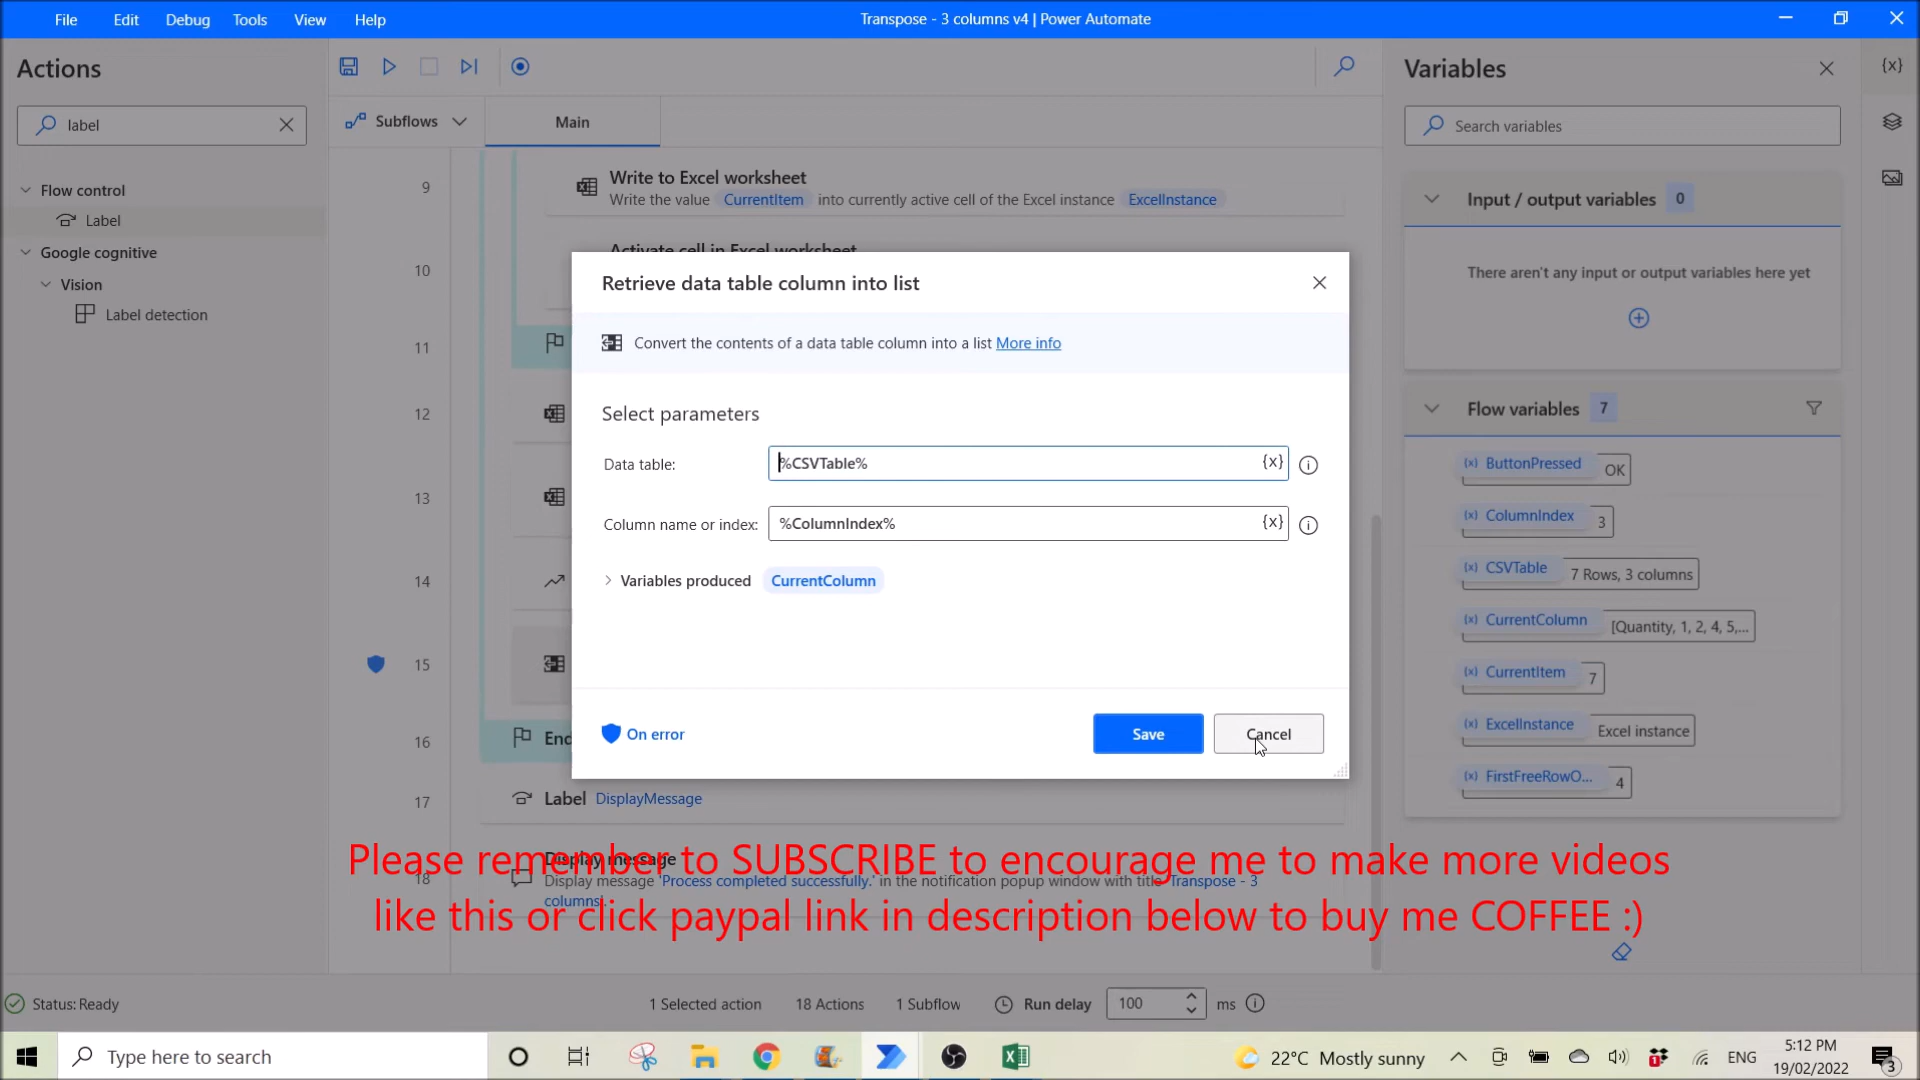 File Edit Debug Tools View Help
Transpose - 3 columns v4 | Power Automate
Actions
label
Flow control
Label
Google cognitive
Vision
Label detection
Subflows
Main
9
Write to Excel worksheet
Write the value CurrentItem into currently active cell of the Excel instance ExcelInstance
10
Activate cell in Excel worksheet
11
12
13
14
15
16
End
17
Label DisplayMessage
18
Display message
Display message 'Process completed successfully.' in the notification popup window with title 'Transpose - 3
columns'.
Retrieve data table column into list
Convert the contents of a data table column into a list More info
Select parameters
Data table:
%CSVTable%
{x}
Column name or index:
%ColumnIndex%
{x}
Variables produced CurrentColumn
On error
Save
Cancel
Variables
{x}
Search variables
Input / output variables 0
There aren't any input or output variables here yet
Flow variables 7
(x) ButtonPressed OK
(x) ColumnIndex 3
(x) CSVTable 7 Rows, 3 columns
(x) CurrentColumn [Quantity, 1, 2, 4, 5,...
(x) CurrentItem 7
(x) ExcelInstance Excel instance
(x) FirstFreeRowO... 4
Please remember to SUBSCRIBE to encourage me to make more videos
like this or click paypal link in description below to buy me COFFEE :)
Status: Ready
1 Selected action
18 Actions
1 Subflow
Run delay
100
ms
Type here to search
22°C Mostly sunny
ENG
5:12 PM
19/02/2022
3